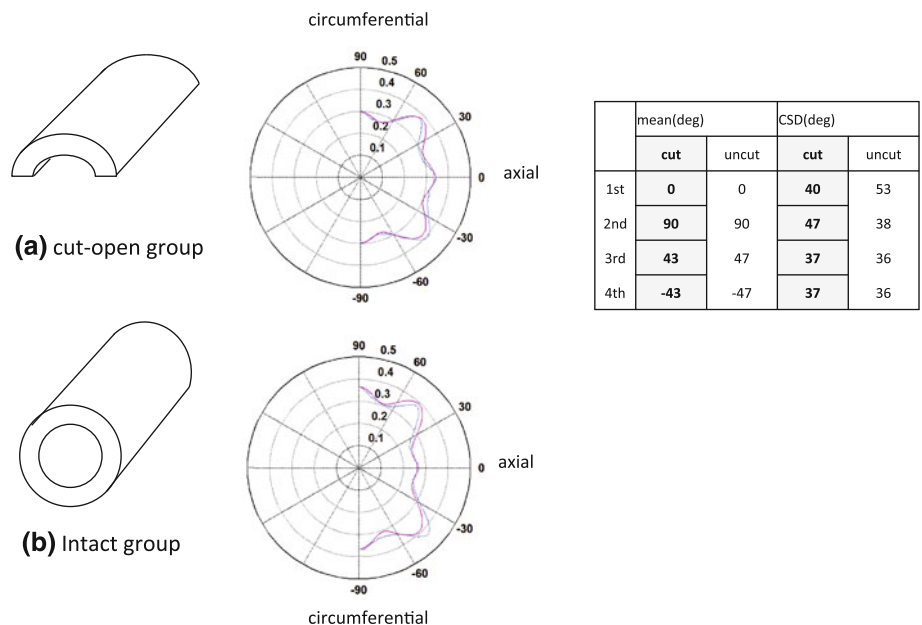 circumferential
90
0.5
60
0.4
0.3
30
0.2
0.1
0
axial
-30
-60
-90
(a) cut-open group
mean(deg) CSD(deg)
cut uncut cut uncut
1st 0 0 40 53
2nd 90 90 47 38
3rd 43 47 37 36
4th -43 -47 37 36
90
0.5
60
0.4
0.3
30
0.2
0.1
0
axial
-30
-60
-90
(b) Intact group
circumferential